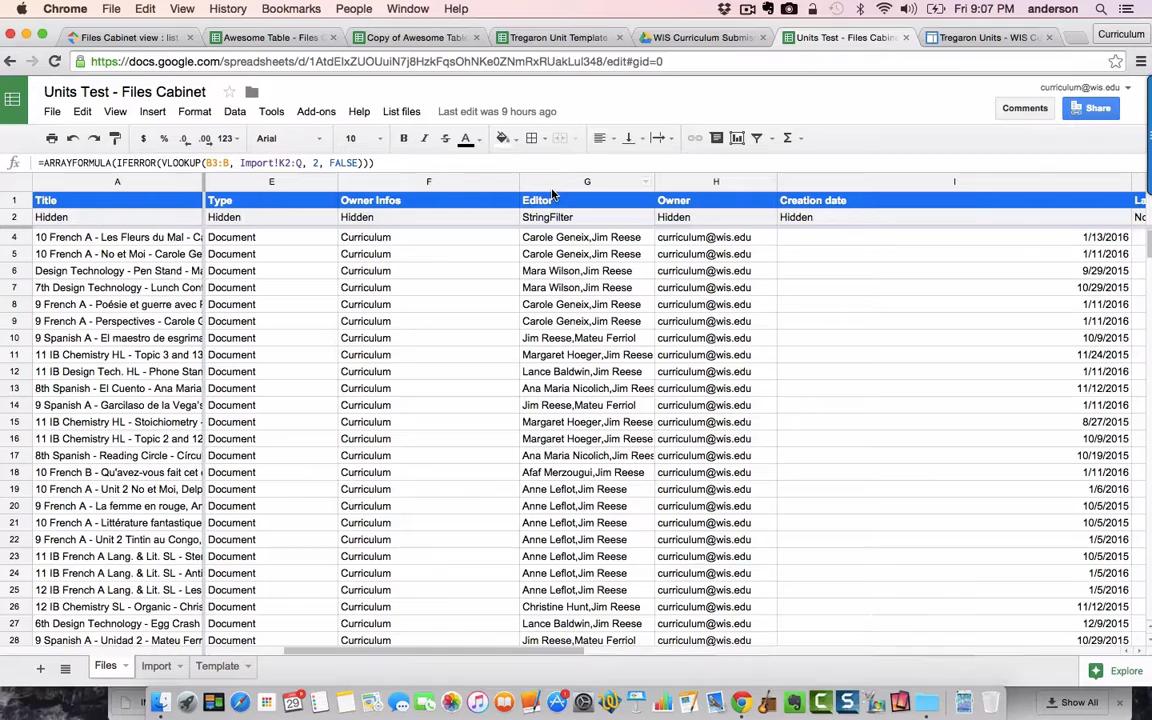 Chrome File Edit View History Bookmarks People Window Help Fri 9:07 PM anderson
Files Cabinet view : list Awesome Table - Files C Copy of Awesome Table Tregaron Unit Template WIS Curriculum Submis Units Test - Files Cabin Tregaron Units - WIS C Curriculum
https://docs.google.com/spreadsheets/d/1AtdEIxZUOUuiN7j8HzkFqsOhNKe0ZNmRxRUakLul348/edit#gid=0
Units Test - Files Cabinet curriculum@wis.edu
File Edit View Insert Format Data Tools Add-ons Help List files Last edit was 9 hours ago Comments Share
$ % .0 .00 123 Arial 10 B I S A
fx =ARRAYFORMULA(IFERROR(VLOOKUP(B3:B, Import!K2:Q, 2, FALSE)))
A E F G H I
1 Title Type Owner Infos Editor Owner Creation date La
2 Hidden Hidden Hidden StringFilter Hidden Hidden No
4 10 French A - Les Fleurs du Mal - Ca Document Curriculum Carole Geneix,Jim Reese curriculum@wis.edu 1/13/2016
5 10 French A - No et Moi - Carole Ge Document Curriculum Carole Geneix,Jim Reese curriculum@wis.edu 1/11/2016
6 Design Technology - Pen Stand - Ma Document Curriculum Mara Wilson,Jim Reese curriculum@wis.edu 9/29/2015
7 7th Design Technology - Lunch Cont Document Curriculum Mara Wilson,Jim Reese curriculum@wis.edu 10/29/2015
8 9 French A - Poésie et guerre avec P Document Curriculum Carole Geneix,Jim Reese curriculum@wis.edu 1/11/2016
9 9 French A - Perspectives - Carole G Document Curriculum Carole Geneix,Jim Reese curriculum@wis.edu 1/11/2016
10 9 Spanish A - El maestro de esgrima Document Curriculum Jim Reese,Mateu Ferriol curriculum@wis.edu 10/9/2015
11 11 IB Chemistry HL - Topic 3 and 13 Document Curriculum Margaret Hoeger,Jim Reese curriculum@wis.edu 11/24/2015
12 11 IB Design Tech. HL - Phone Stan Document Curriculum Lance Baldwin,Jim Reese curriculum@wis.edu 1/11/2016
13 8th Spanish - El Cuento - Ana Maria Document Curriculum Ana Maria Nicolich,Jim Rees curriculum@wis.edu 11/12/2015
14 9 Spanish A - Garcilaso de la Vega's Document Curriculum Jim Reese,Mateu Ferriol curriculum@wis.edu 1/11/2016
15 11 IB Chemistry HL - Stoichiometry - Document Curriculum Margaret Hoeger,Jim Reese curriculum@wis.edu 8/27/2015
16 11 IB Chemistry HL - Topic 2 and 12 Document Curriculum Margaret Hoeger,Jim Reese curriculum@wis.edu 10/9/2015
17 8th Spanish - Reading Circle - Círcu Document Curriculum Ana Maria Nicolich,Jim Rees curriculum@wis.edu 10/19/2015
18 10 French B - Qu'avez-vous fait cet Document Curriculum Afaf Merzougui,Jim Reese curriculum@wis.edu 1/11/2016
19 10 French A - Unit 2 No et Moi, Delp Document Curriculum Anne Leflot,Jim Reese curriculum@wis.edu 1/6/2016
20 9 French A - La femme en rouge, An Document Curriculum Anne Leflot,Jim Reese curriculum@wis.edu 10/5/2015
21 10 French A - Littérature fantastique Document Curriculum Anne Leflot,Jim Reese curriculum@wis.edu 10/5/2015
22 9 French A - Unit 2 Tintin au Congo, Document Curriculum Anne Leflot,Jim Reese curriculum@wis.edu 1/5/2016
23 11 IB French A Lang. & Lit. SL - Ster Document Curriculum Anne Leflot,Jim Reese curriculum@wis.edu 10/5/2015
24 11 IB French A Lang. & Lit. SL - Anti Document Curriculum Anne Leflot,Jim Reese curriculum@wis.edu 1/5/2016
25 12 IB French A Lang. & Lit. SL - Document Curriculum Anne Leflot,Jim Reese curriculum@wis.edu 1/5/2016
26 12 IB Chemistry SL - Organic - Chris Document Curriculum Christine Hunt,Jim Reese curriculum@wis.edu 11/12/2015
27 6th Design Technology - Egg Crash Document Curriculum Lance Baldwin,Jim Reese curriculum@wis.edu 12/9/2015
28 9 Spanish A - Unidad 2 - Mateu Ferr Document Curriculum Jim Reese,Mateu Ferriol curriculum@wis.edu 10/29/2015
Files Import Template Explore
Show All